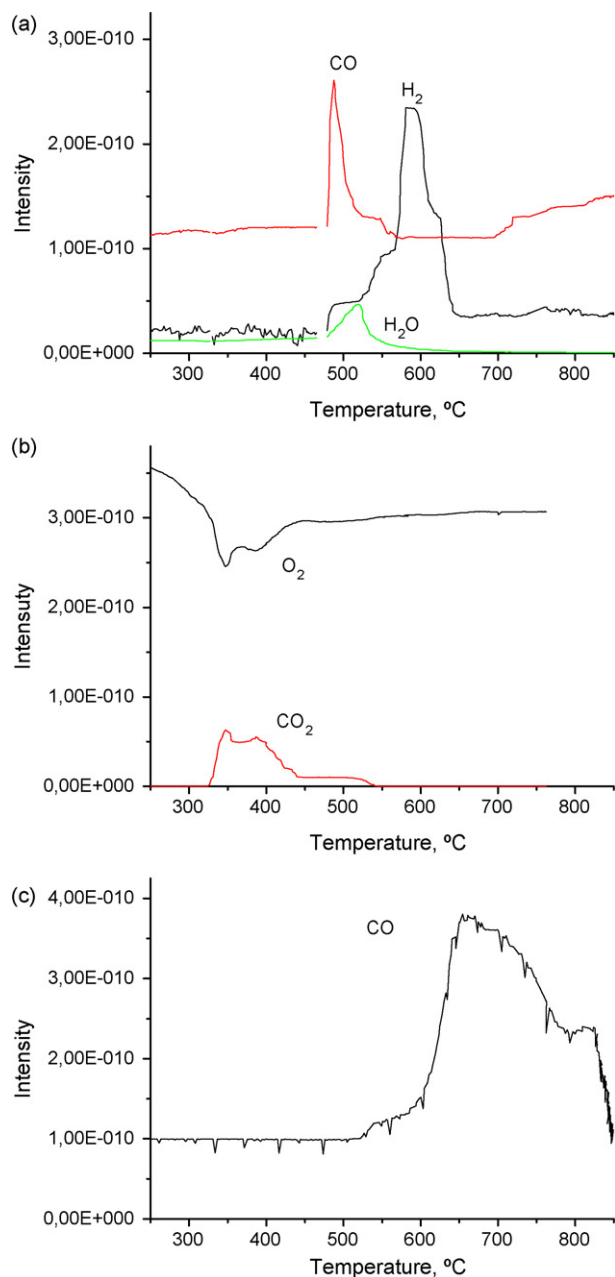 (a)
3,00E-010
2,00E-010
1,00E-010
0,00E+000
Intensity
CO
H₂
H₂O
300 400 500 600 700 800
Temperature, ºC
(b)
3,00E-010
2,00E-010
1,00E-010
0,00E+000
Intensuty
O₂
CO₂
300 400 500 600 700 800
Temperature, ºC
(c)
4,00E-010
3,00E-010
2,00E-010
1,00E-010
0,00E+000
Intensity
CO
300 400 500 600 700 800
Temperature, ºC